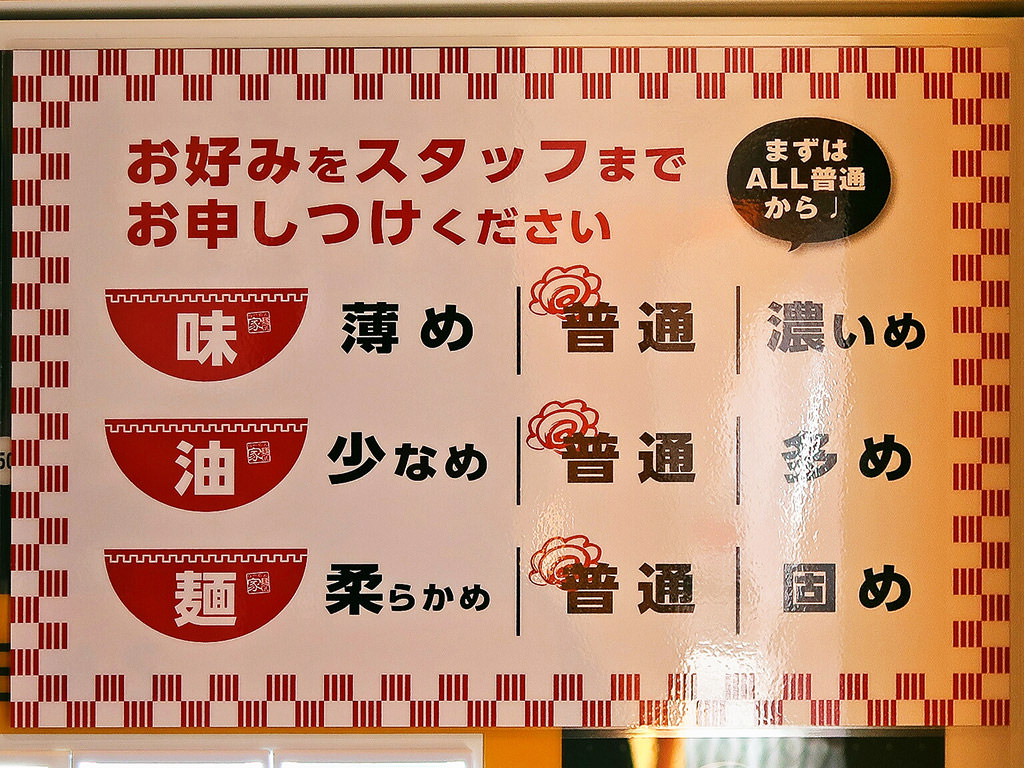 お好みをスタッフまで
お申しつけください
まずは
ALL普通
から♩
味 薄め 普通 濃いめ
油 少なめ 普通 多め
麺 柔らかめ 普通 固め